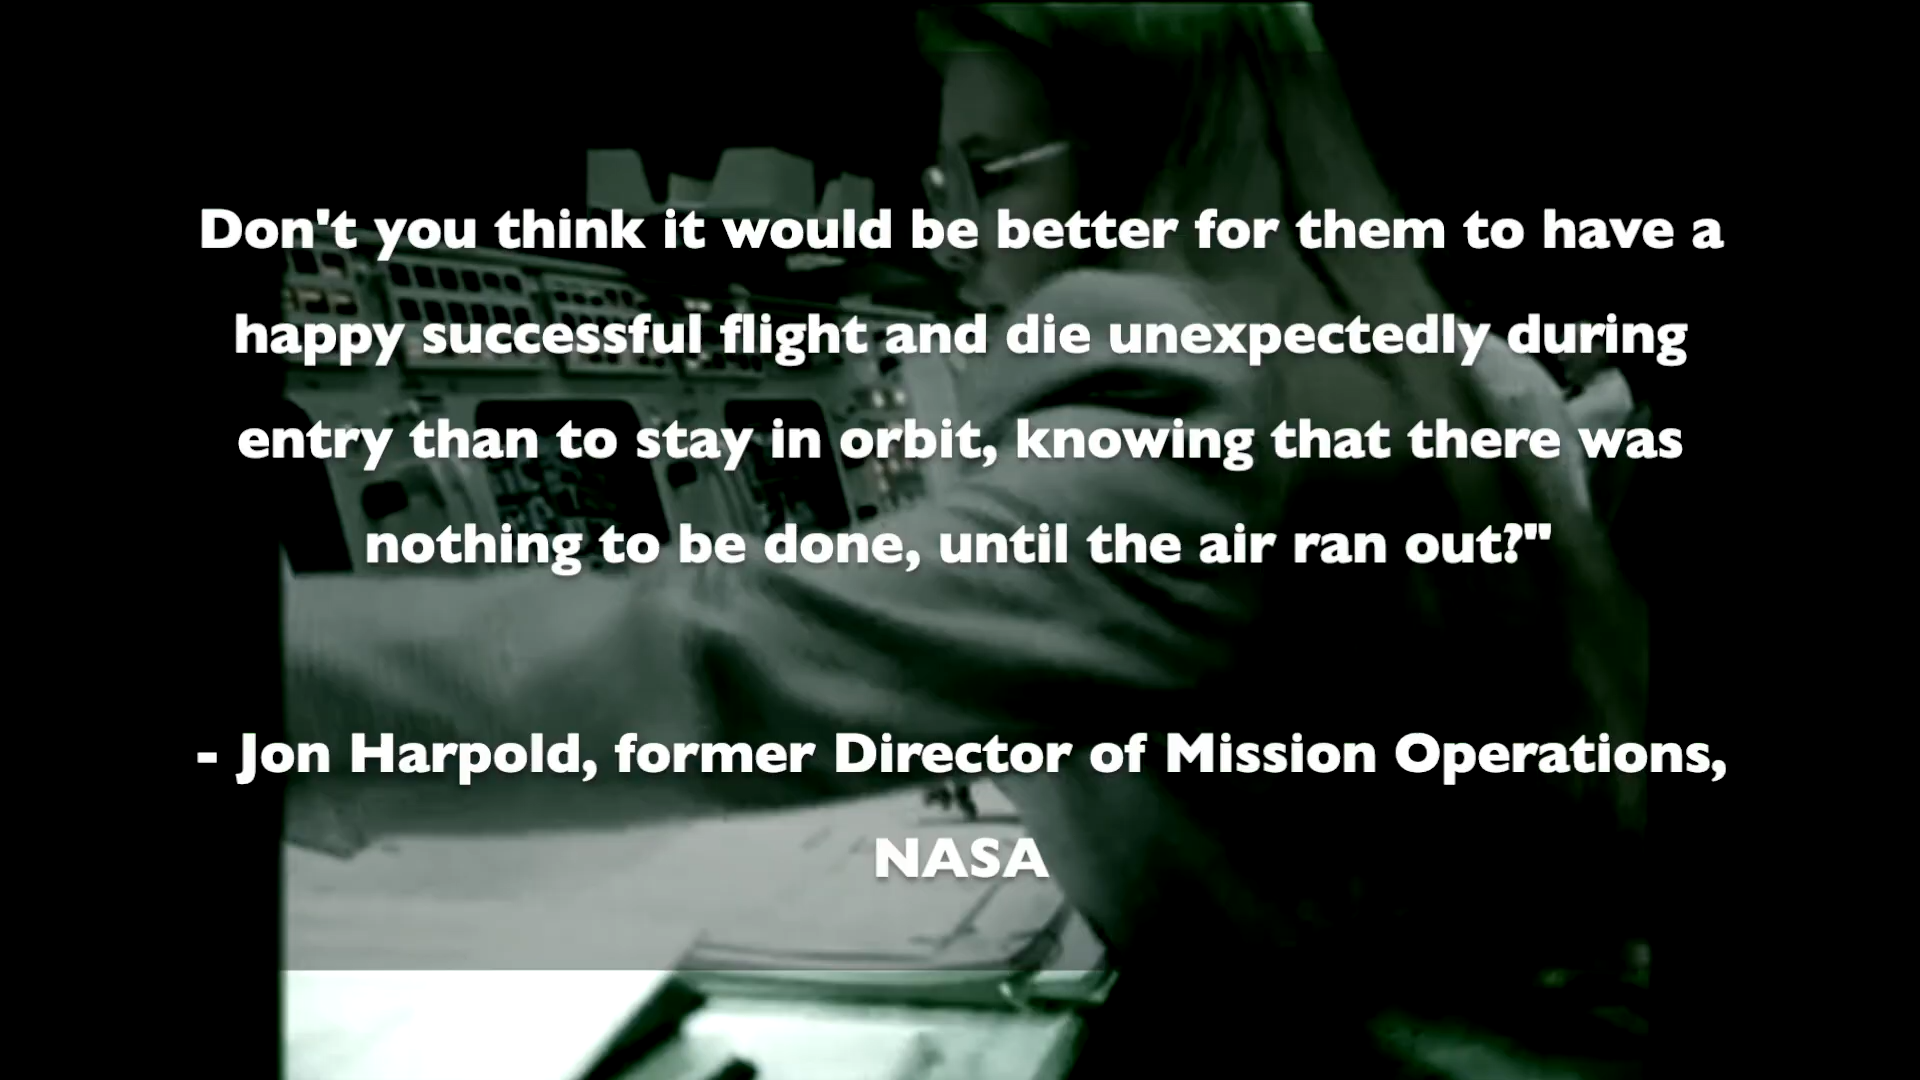 Don't you think it would be better for them to have a
happy successful flight and die unexpectedly during
entry than to stay in orbit, knowing that there was
nothing to be done, until the air ran out?"
- Jon Harpold, former Director of Mission Operations,
NASA